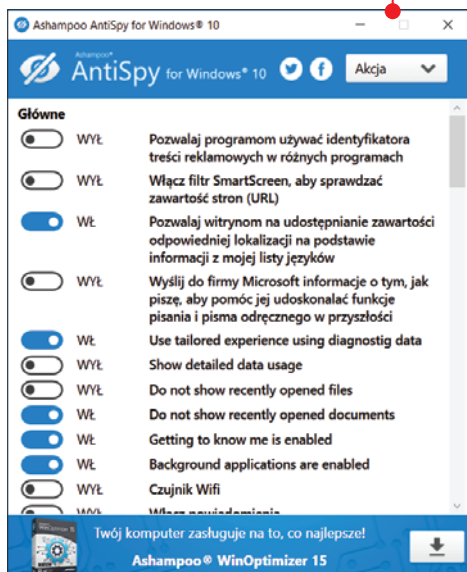 Ashampoo AntiSpy for Windows® 10
Ashampoo®
AntiSpy for Windows® 10
Akcja
Główne
WYŁ Pozwalaj programom używać identyfikatora
treści reklamowych w różnych programach
WYŁ Włącz filtr SmartScreen, aby sprawdzać
zawartość stron (URL)
WŁ Pozwalaj witrynom na udostępnianie zawartości
odpowiedniej lokalizacji na podstawie
informacji z mojej listy języków
WYŁ Wyślij do firmy Microsoft informacje o tym, jak
piszę, aby pomóc jej udoskonalać funkcje
pisania i pisma odręcznego w przyszłości
WŁ Use tailored experience using diagnostig data
WYŁ Show detailed data usage
WYŁ Do not show recently opened files
WŁ Do not show recently opened documents
WŁ Getting to know me is enabled
WŁ Background applications are enabled
WYŁ Czujnik Wifi
WYŁ Włącz powiadomienia
Twój komputer zasługuje na to, co najlepsze!
Ashampoo® WinOptimizer 15